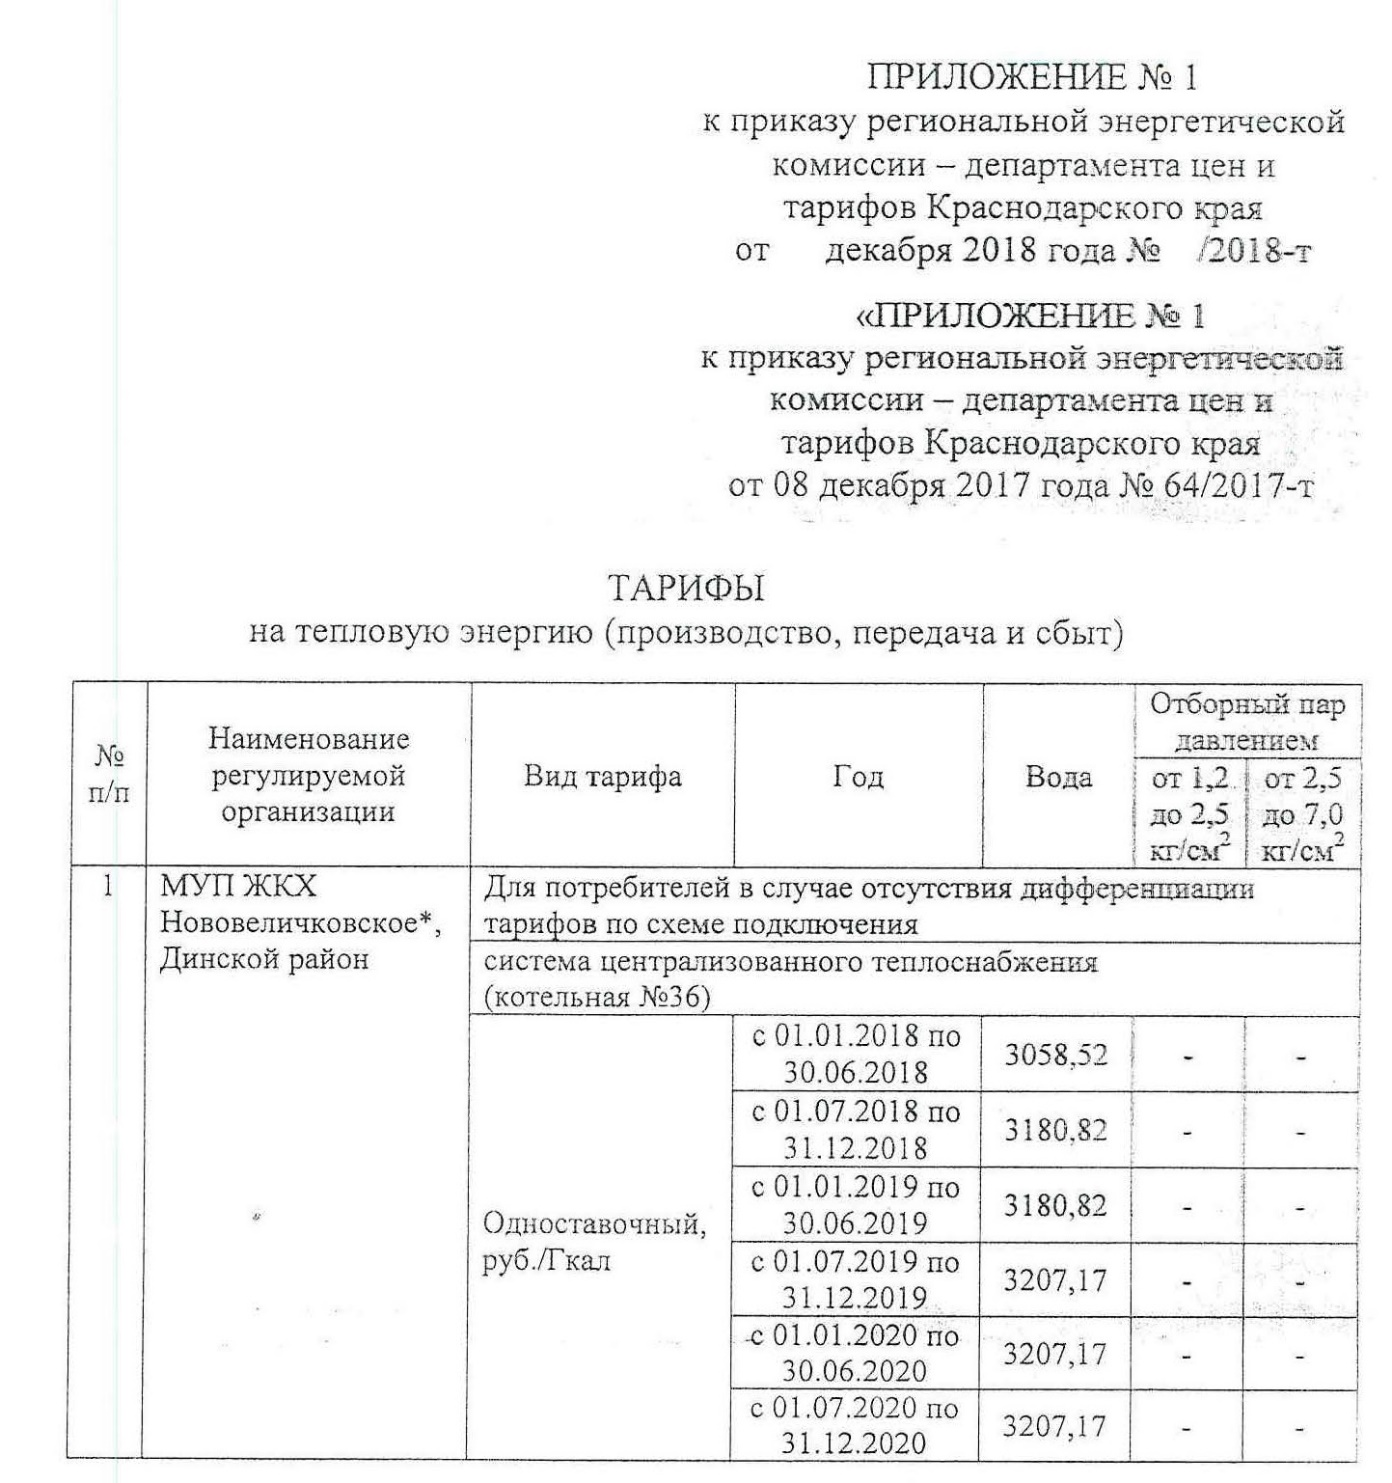 ПРИЛОЖЕНИЕ № 1
к приказу региональной энергетической
комиссии – департамента цен и
тарифов Краснодарского края
от декабря 2018 года № /2018-т
«ПРИЛОЖЕНИЕ № 1
к приказу региональной энергетической
комиссии – департамента цен и
тарифов Краснодарского края
от 08 декабря 2017 года № 64/2017-т
ТАРИФЫ
на тепловую энергию (производство, передача и сбыт)
№
п/п
Наименование
регулируемой
организации
Вид тарифа
Год
Вода
Отборный пар
давлением
от 1,2
до 2,5
кг/см²
от 2,5
до 7,0
кг/см²
1
МУП ЖКХ
Нововеличковское*,
Динской район
Для потребителей в случае отсутствия дифференциации
тарифов по схеме подключения
система централизованного теплоснабжения
(котельная №36)
Одноставочный,
руб./Гкал
с 01.01.2018 по
30.06.2018
3058,52
-
-
с 01.07.2018 по
31.12.2018
3180,82
-
-
с 01.01.2019 по
30.06.2019
3180,82
-
-
с 01.07.2019 по
31.12.2019
3207,17
-
-
с 01.01.2020 по
30.06.2020
3207,17
-
-
с 01.07.2020 по
31.12.2020
3207,17
-
-